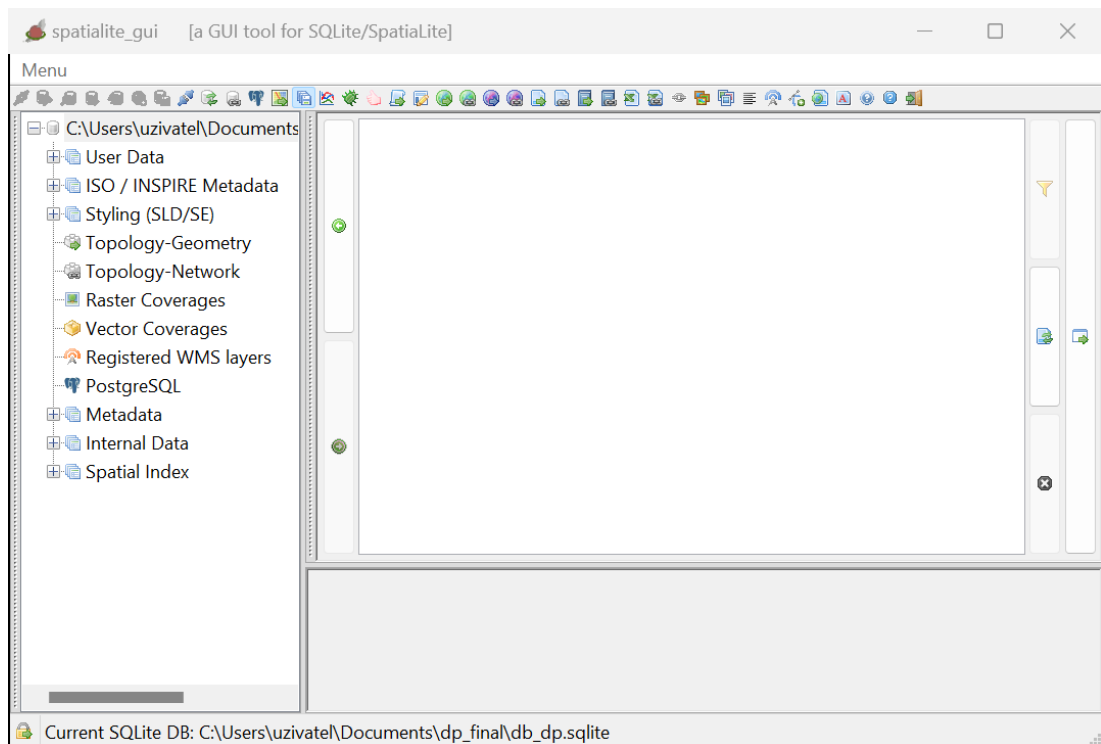 spatialite_gui [a GUI tool for SQLite/SpatiaLite]
Menu
C:\Users\uzivatel\Documents
User Data
ISO / INSPIRE Metadata
Styling (SLD/SE)
Topology-Geometry
Topology-Network
Raster Coverages
Vector Coverages
Registered WMS layers
PostgreSQL
Metadata
Internal Data
Spatial Index
Current SQLite DB: C:\Users\uzivatel\Documents\dp_final\db_dp.sqlite